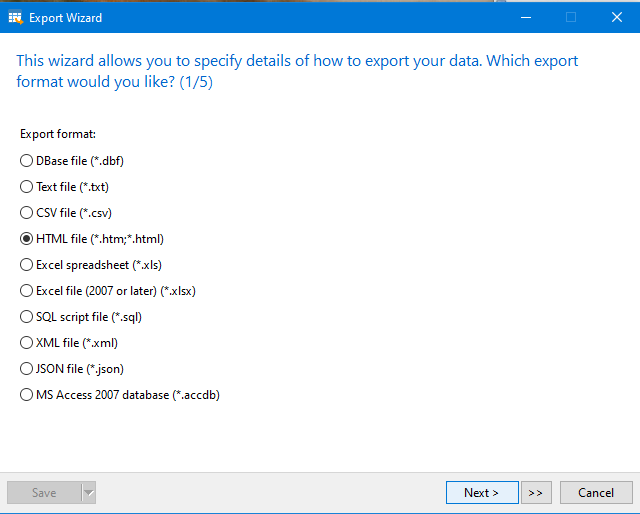 Export Wizard
This wizard allows you to specify details of how to export your data. Which export
format would you like? (1/5)
Export format:
DBase file (*.dbf)
Text file (*.txt)
CSV file (*.csv)
HTML file (*.htm;*.html)
Excel spreadsheet (*.xls)
Excel file (2007 or later) (*.xlsx)
SQL script file (*.sql)
XML file (*.xml)
JSON file (*.json)
MS Access 2007 database (*.accdb)
Save Next > >> Cancel